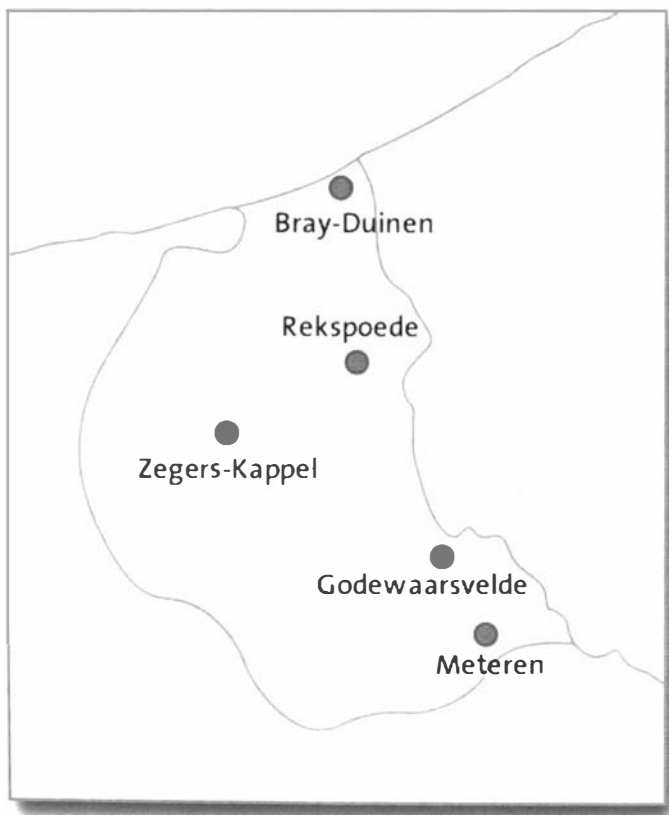 Bray-Duinen
Rekspoede
Zegers-Kappel
Godewaarsvelde
Meteren